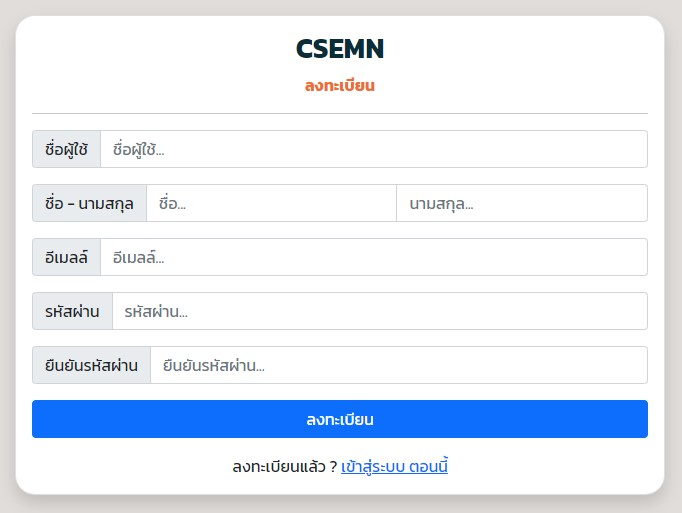 CSEMN
ลงทะเบียน
ชื่อผู้ใช้ ชื่อผู้ใช้...
ชื่อ - นามสกุล ชื่อ... นามสกุล...
อีเมลล์ อีเมลล์...
รหัสผ่าน รหัสผ่าน...
ยืนยันรหัสผ่าน ยืนยันรหัสผ่าน...
ลงทะเบียน
ลงทะเบียนแล้ว ? เข้าสู่ระบบ ตอนนี้